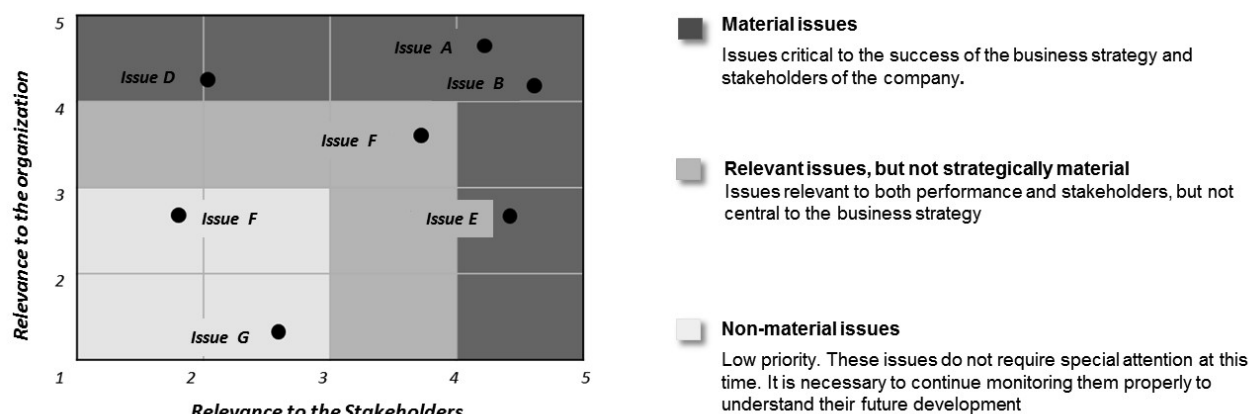 5
Issue A
Issue D
Issue B
4
Issue F
3
Issue F
Issue E
2
Issue G
1 2 3 4 5
Relevance to the organization
Relevance to the Stakeholders
Material issues
Issues critical to the success of the business strategy and
stakeholders of the company.
Relevant issues, but not strategically material
Issues relevant to both performance and stakeholders, but not
central to the business strategy
Non-material issues
Low priority. These issues do not require special attention at this
time. It is necessary to continue monitoring them properly to
understand their future development